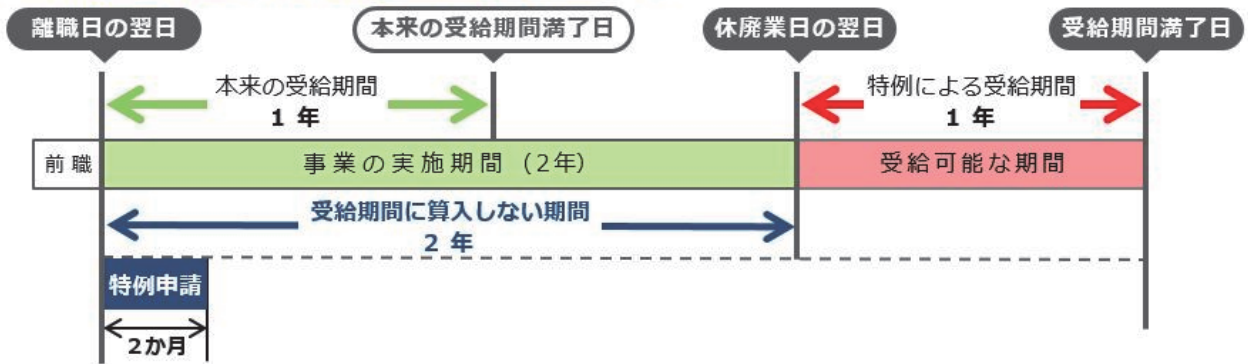 離職日の翌日
本来の受給期間満了日
休廃業日の翌日
受給期間満了日
本来の受給期間
1 年
特例による受給期間
1 年
前職
事業の実施期間（2年）
受給可能な期間
受給期間に算入しない期間
2 年
特例申請
2か月